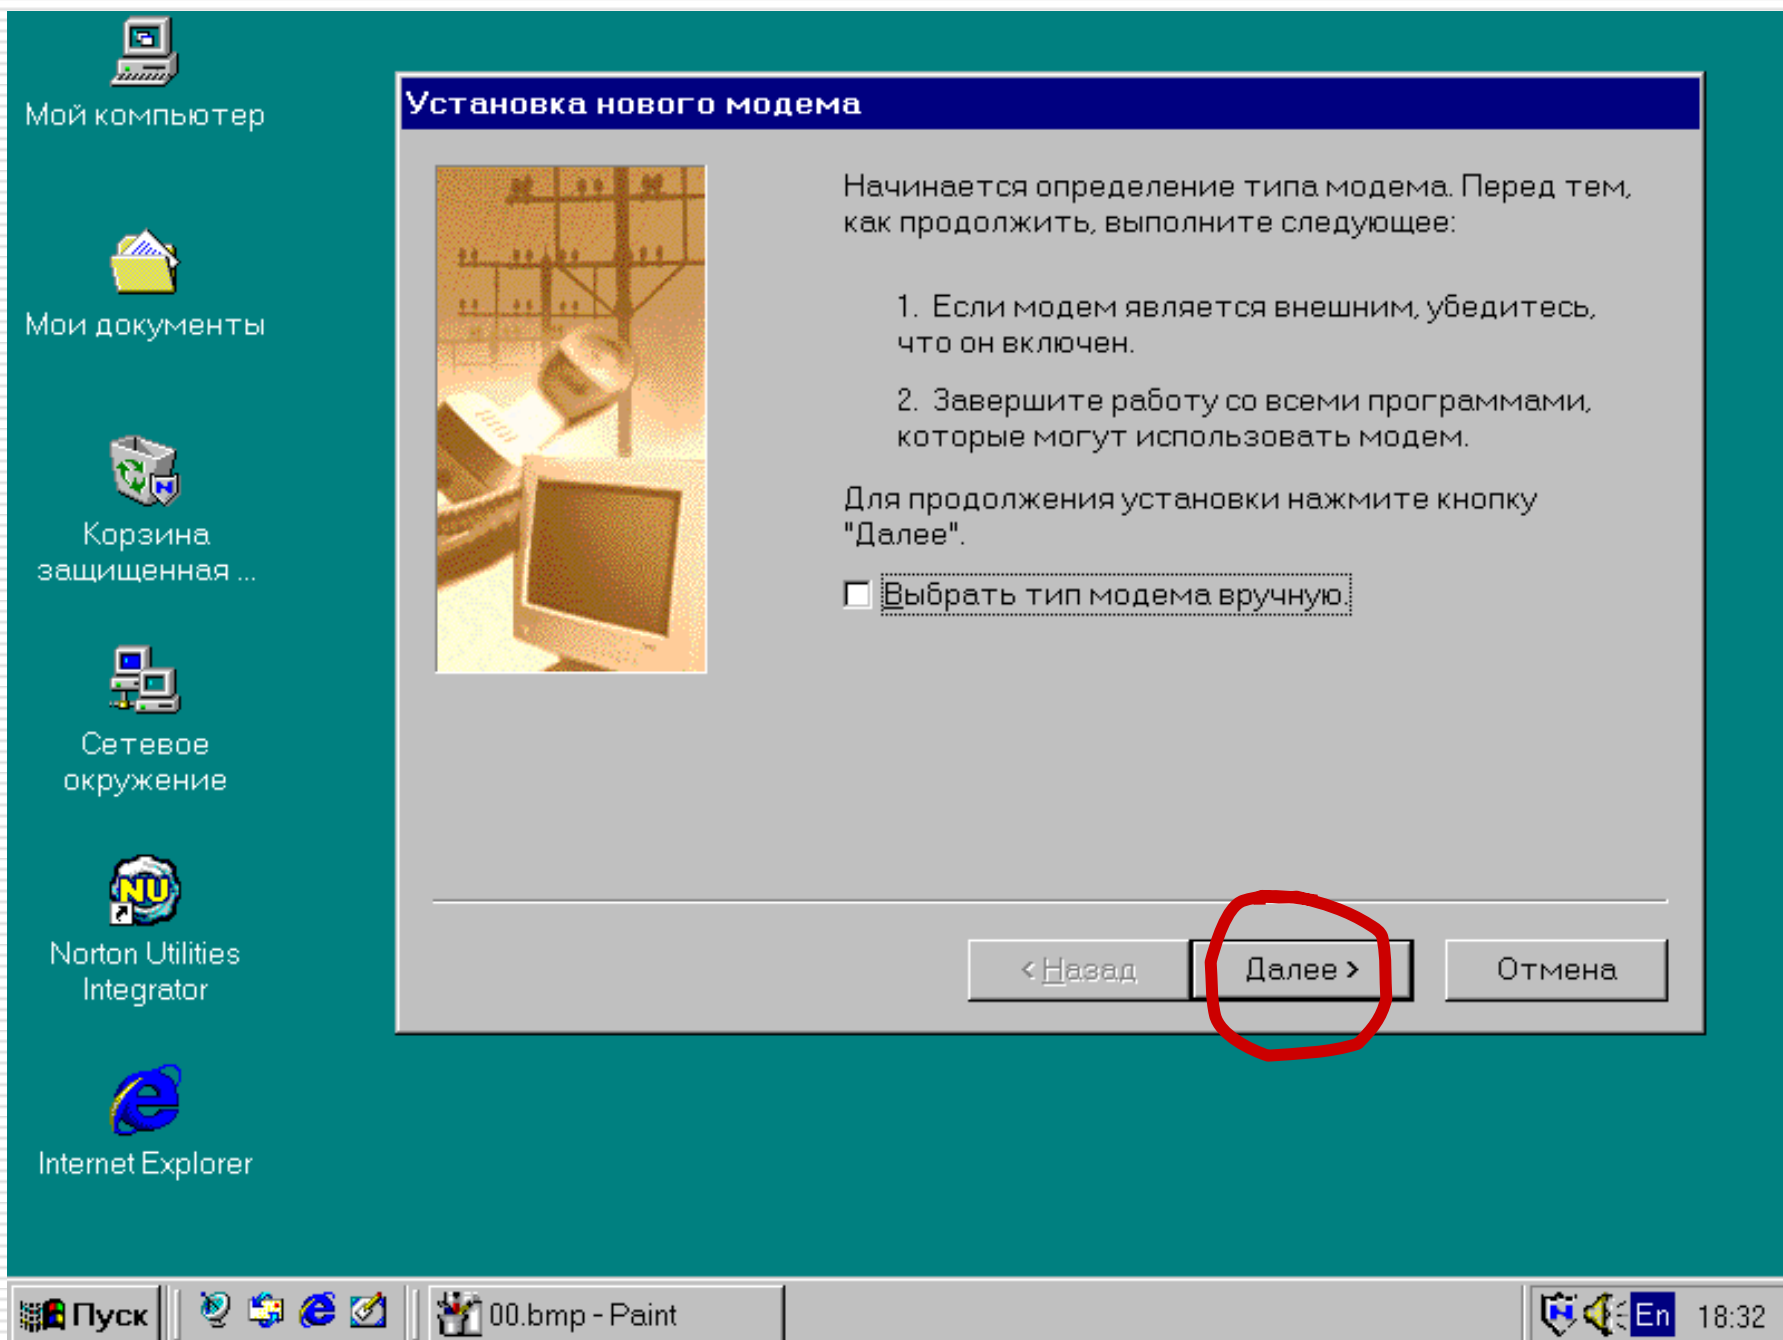 Мой компьютер
Мои документы
Корзина
защищенная ...
Сетевое
окружение
NU
Norton Utilities
Integrator
Internet Explorer
Установка нового модема
Начинается определение типа модема. Перед тем,
как продолжить, выполните следующее:
1. Если модем является внешним, убедитесь,
что он включен.
2. Завершите работу со всеми программами,
которые могут использовать модем.
Для продолжения установки нажмите кнопку
"Далее".
Выбрать тип модема вручную.
< Назад
Далее >
Отмена
Пуск
00.bmp - Paint
En
18:32